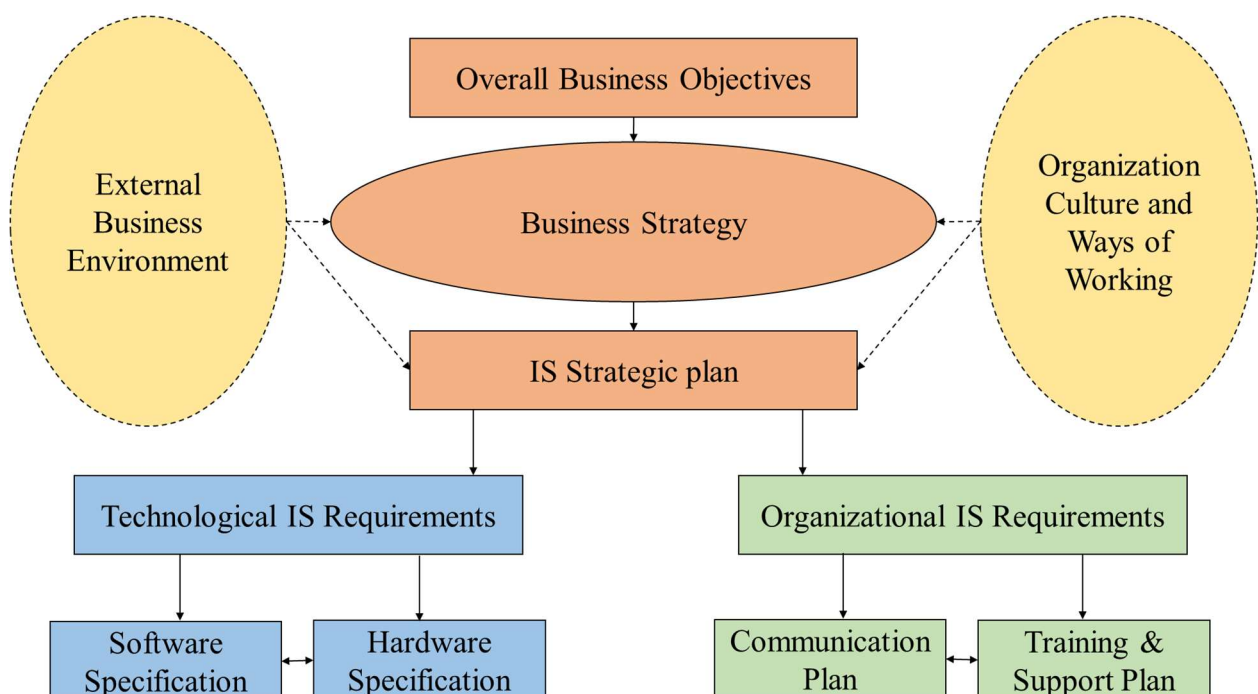 Overall Business Objectives
External
Business
Environment
Business Strategy
Organization
Culture and
Ways of
Working
IS Strategic plan
Technological IS Requirements
Organizational IS Requirements
Software
Specification
Hardware
Specification
Communication
Plan
Training &
Support Plan